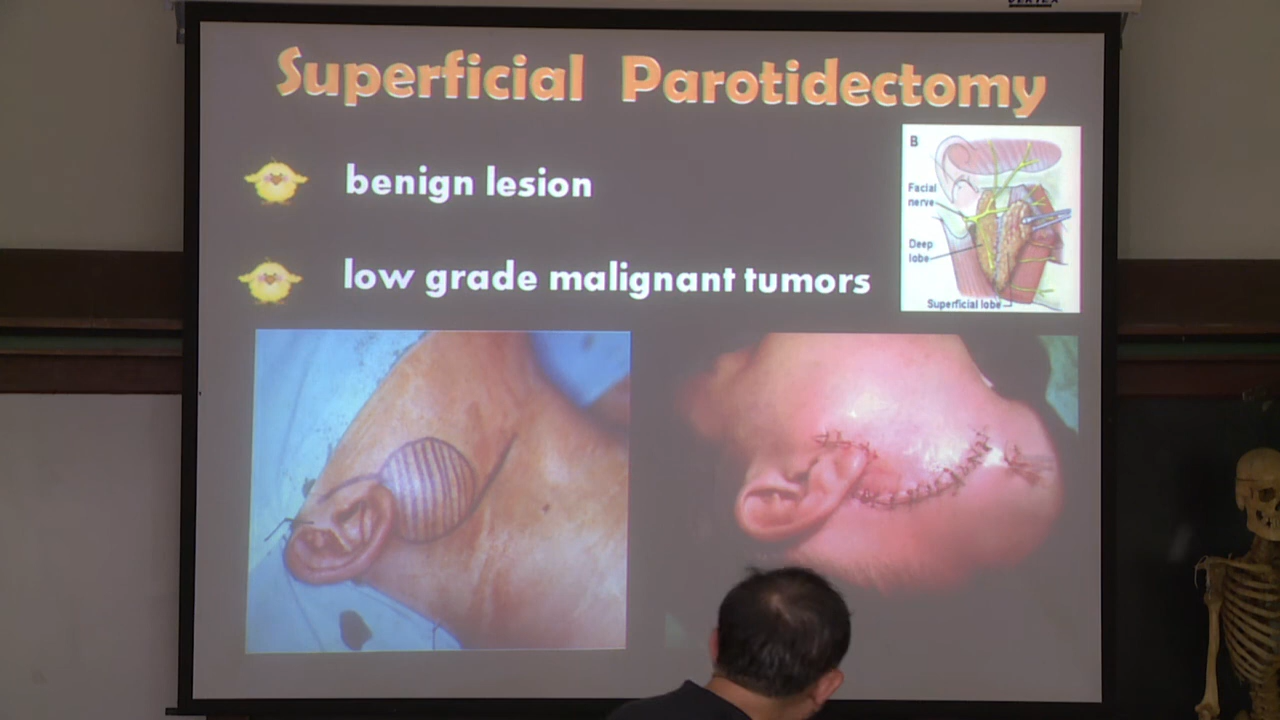 Superficial Parotidectomy
benign lesion
low grade malignant tumors
B
Facial
nerve
Deep
lobe
Superficial lobe